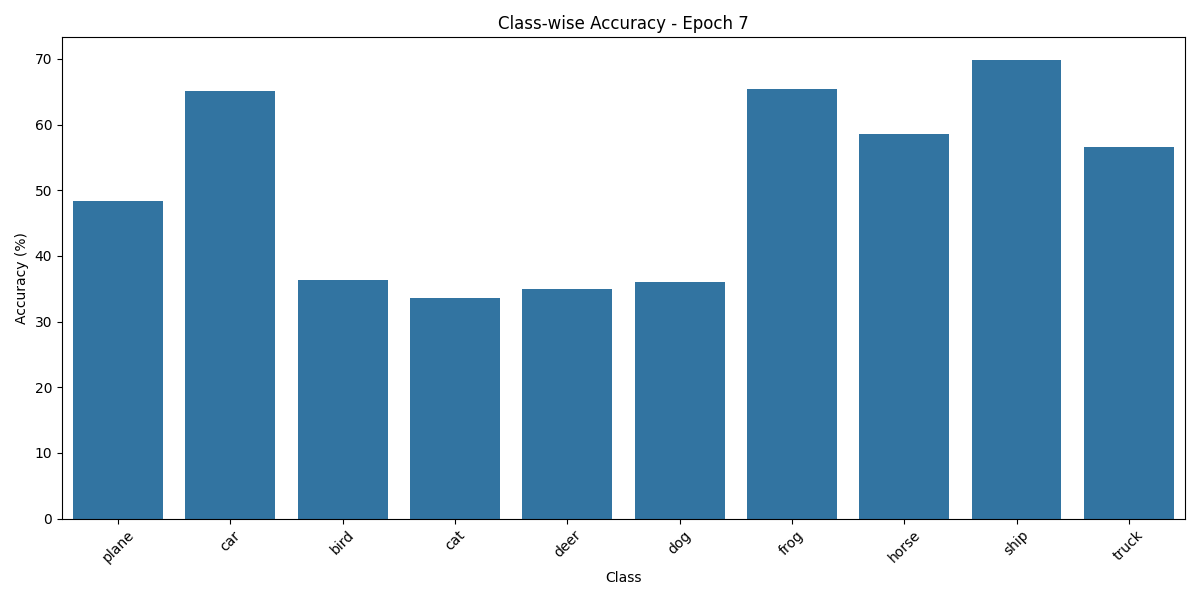 Class-wise Accuracy - Epoch 7
Accuracy (%)
70
60
50
40
30
20
10
0
plane
car
bird
cat
deer
dog
frog
horse
ship
truck
Class